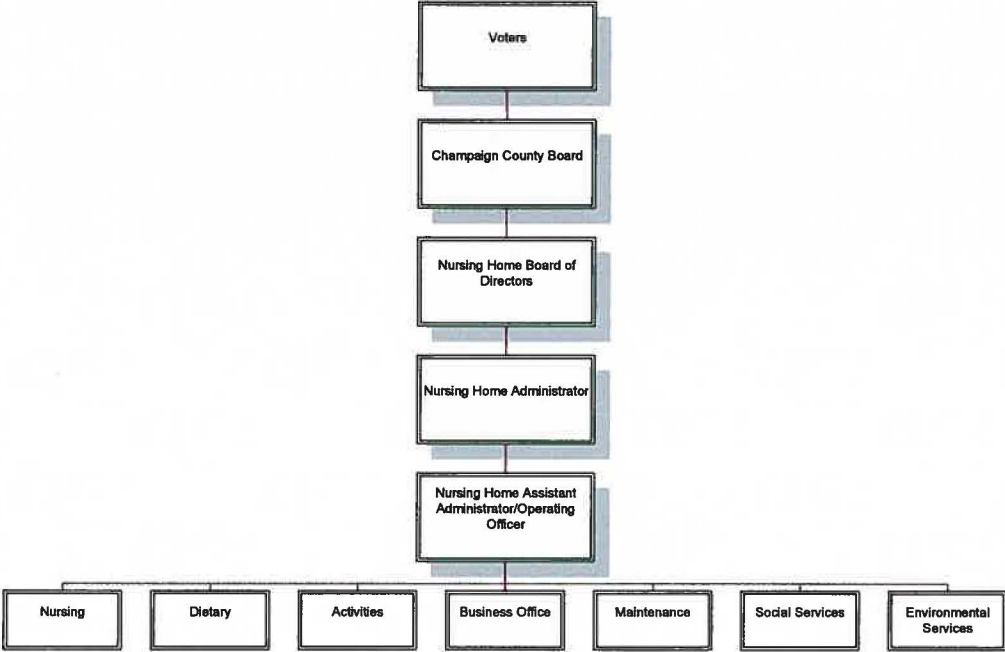 Voters
Champaign County Board
Nursing Home Board of
Directors
Nursing Home Administrator
Nursing Home Assistant
Administrator/Operating
Officer
Nursing
Dietary
Activities
Business Office
Maintenance
Social Services
Environmental
Services